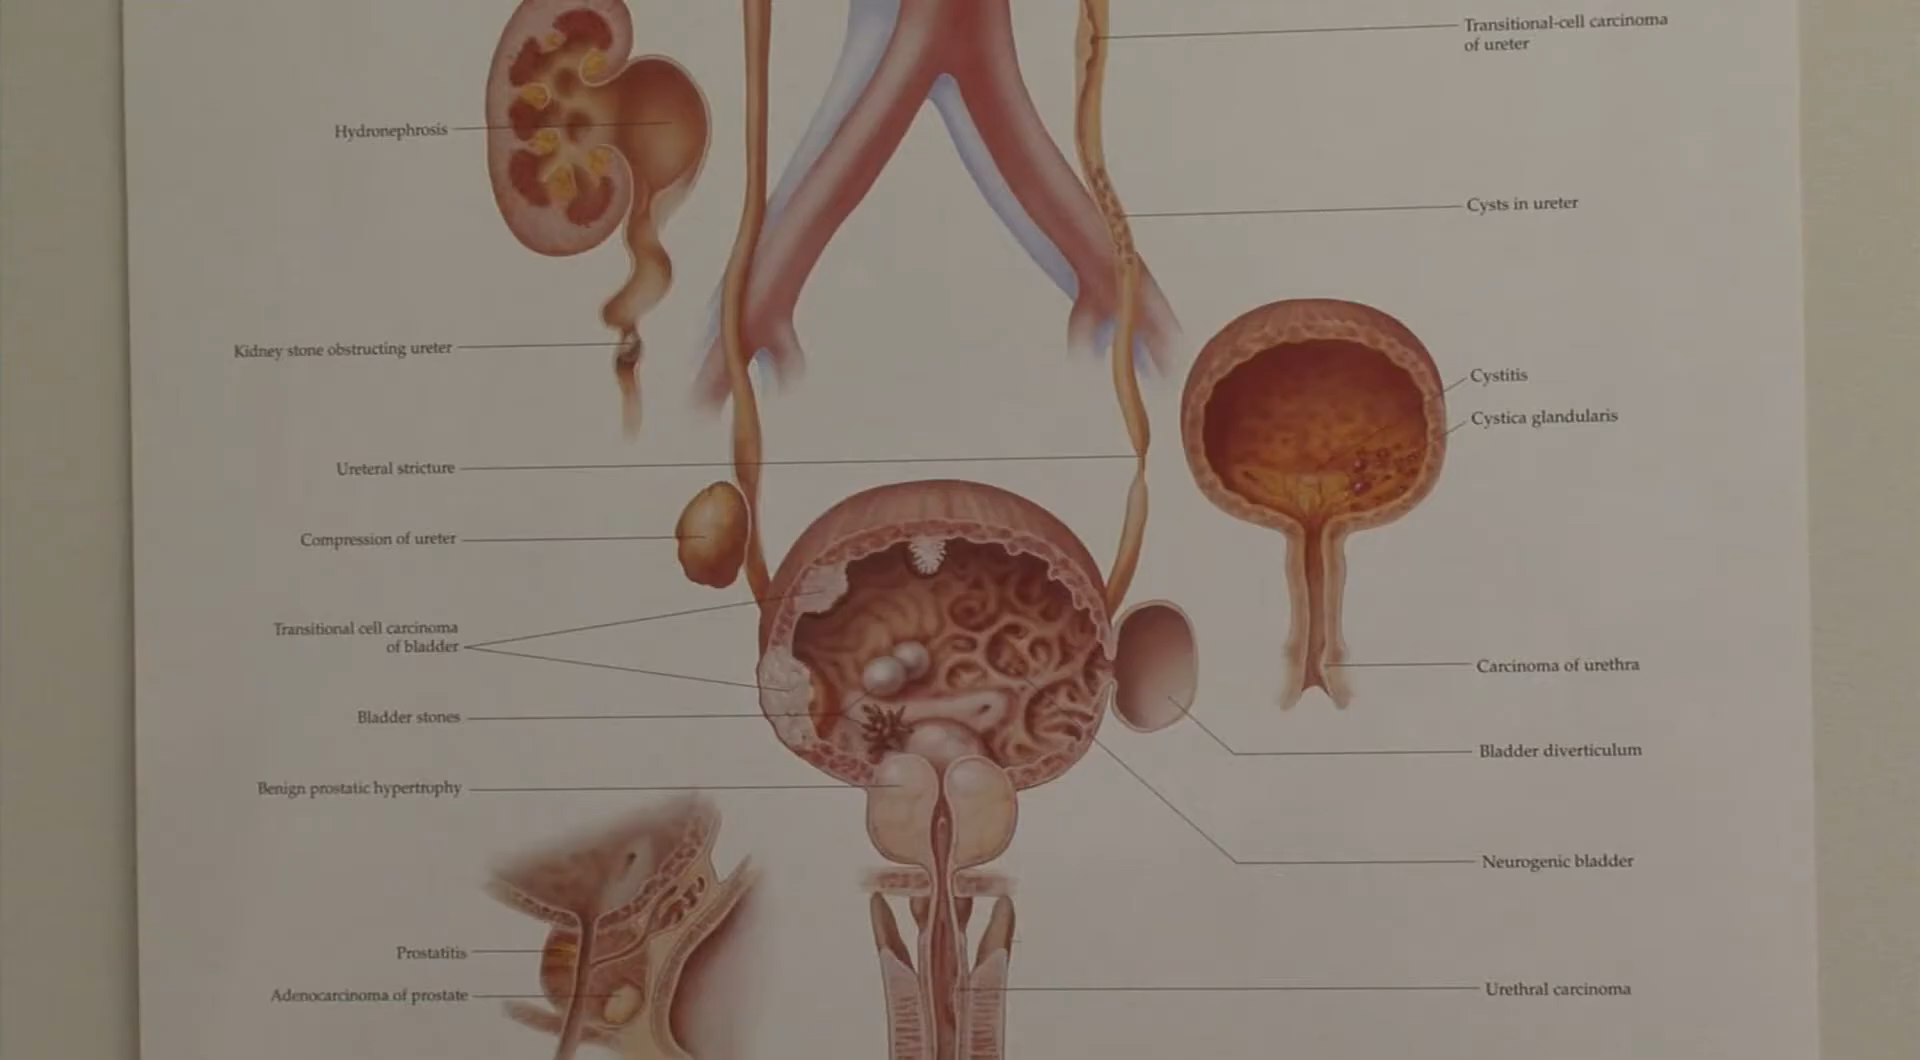 Transitional-cell carcinoma
of ureter
Hydronephrosis
Cysts in ureter
Kidney stone obstructing ureter
Cystitis
Cystica glandularis
Ureteral stricture
Compression of ureter
Transitional cell carcinoma
of bladder
Carcinoma of urethra
Bladder stones
Bladder diverticulum
Benign prostatic hypertrophy
Neurogenic bladder
Prostatitis
Adenocarcinoma of prostate
Urethral carcinoma